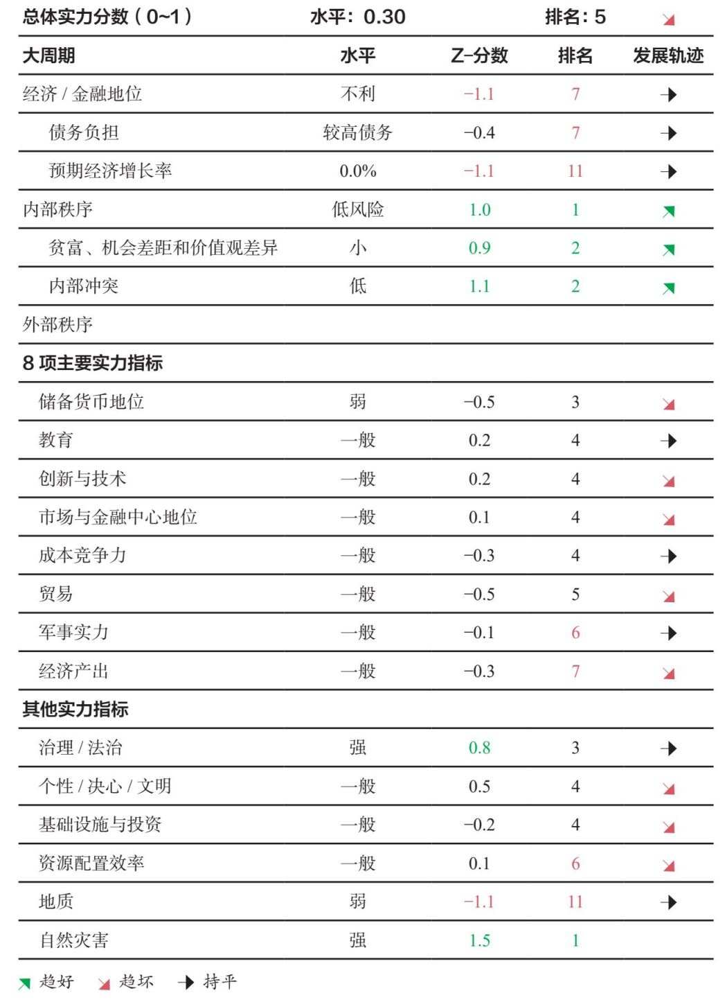 总体实力分数（0~1） 水平：0.30 排名：5
大周期 水平 Z-分数 排名 发展轨迹
经济 / 金融地位 不利 −1.1 7
债务负担 较高债务 −0.4 7
预期经济增长率 0.0% −1.1 11
内部秩序 低风险 1.0 1
贫富、机会差距和价值观差异 小 0.9 2
内部冲突 低 1.1 2
外部秩序
8 项主要实力指标
储备货币地位 弱 −0.5 3
教育 一般 0.2 4
创新与技术 一般 0.2 4
市场与金融中心地位 一般 0.1 4
成本竞争力 一般 −0.3 4
贸易 一般 −0.5 5
军事实力 一般 −0.1 6
经济产出 一般 −0.3 7
其他实力指标
治理 / 法治 强 0.8 3
个性 / 决心 / 文明 一般 0.5 4
基础设施与投资 一般 −0.2 4
资源配置效率 一般 0.1 6
地质 弱 −1.1 11
自然灾害 强 1.5 1
趋好 趋坏 持平